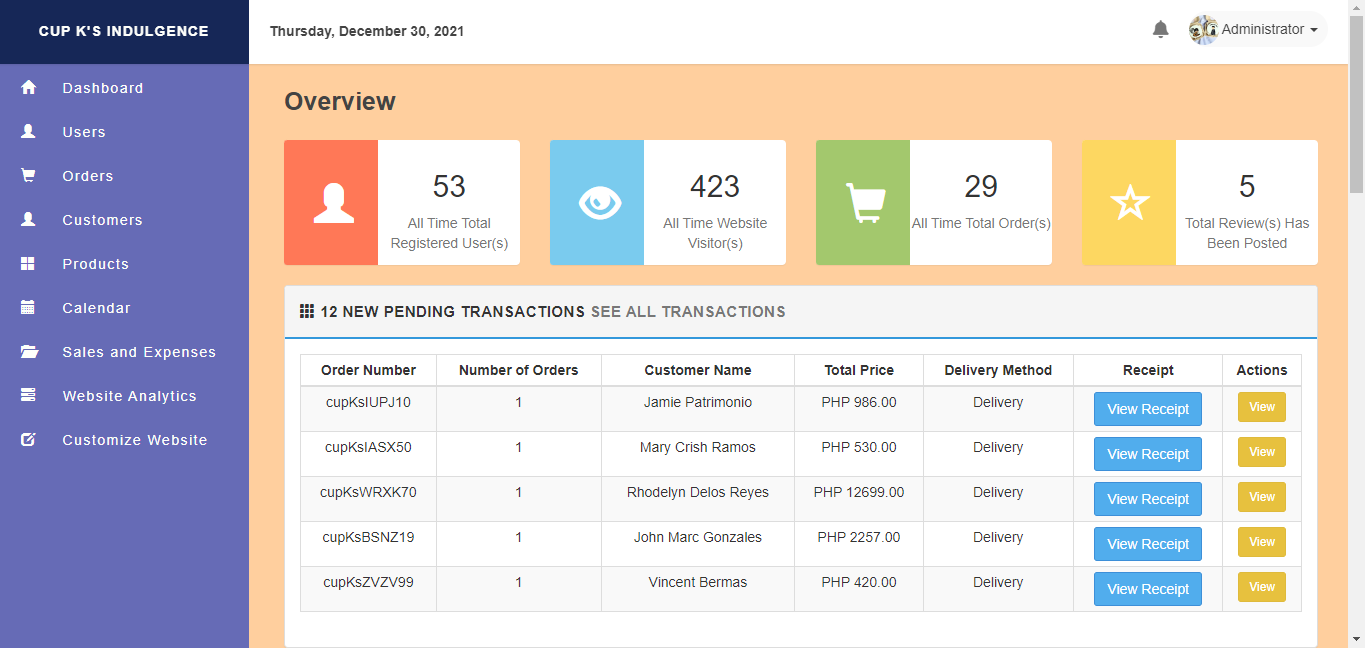 CUP K'S INDULGENCE
Thursday, December 30, 2021
Administrator
Dashboard
Users
Orders
Customers
Products
Calendar
Sales and Expenses
Website Analytics
Customize Website
Overview
53
All Time Total
Registered User(s)
423
All Time Website
Visitor(s)
29
All Time Total Order(s)
5
Total Review(s) Has
Been Posted
12 NEW PENDING TRANSACTIONS SEE ALL TRANSACTIONS
Order Number Number of Orders Customer Name Total Price Delivery Method Receipt Actions
cupKsIUPJ10 1 Jamie Patrimonio PHP 986.00 Delivery View Receipt View
cupKsIASX50 1 Mary Crish Ramos PHP 530.00 Delivery View Receipt View
cupKsWRXK70 1 Rhodelyn Delos Reyes PHP 12699.00 Delivery View Receipt View
cupKsBSNZ19 1 John Marc Gonzales PHP 2257.00 Delivery View Receipt View
cupKsZVZV99 1 Vincent Bermas PHP 420.00 Delivery View Receipt View